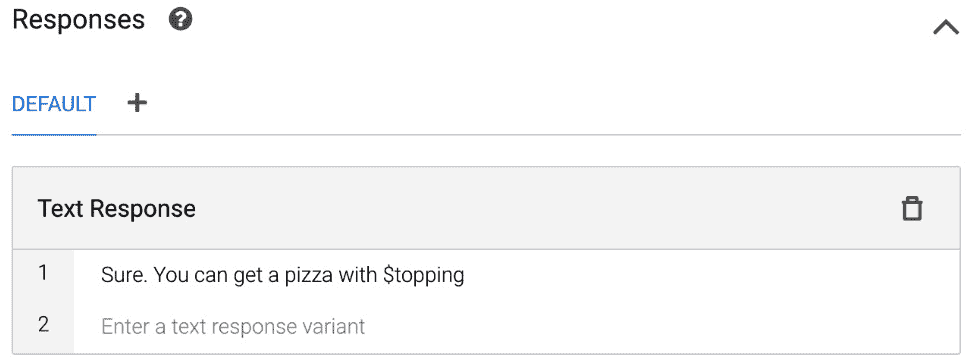 Responses ?
DEFAULT +
Text Response
1 Sure. You can get a pizza with $topping
2 Enter a text response variant